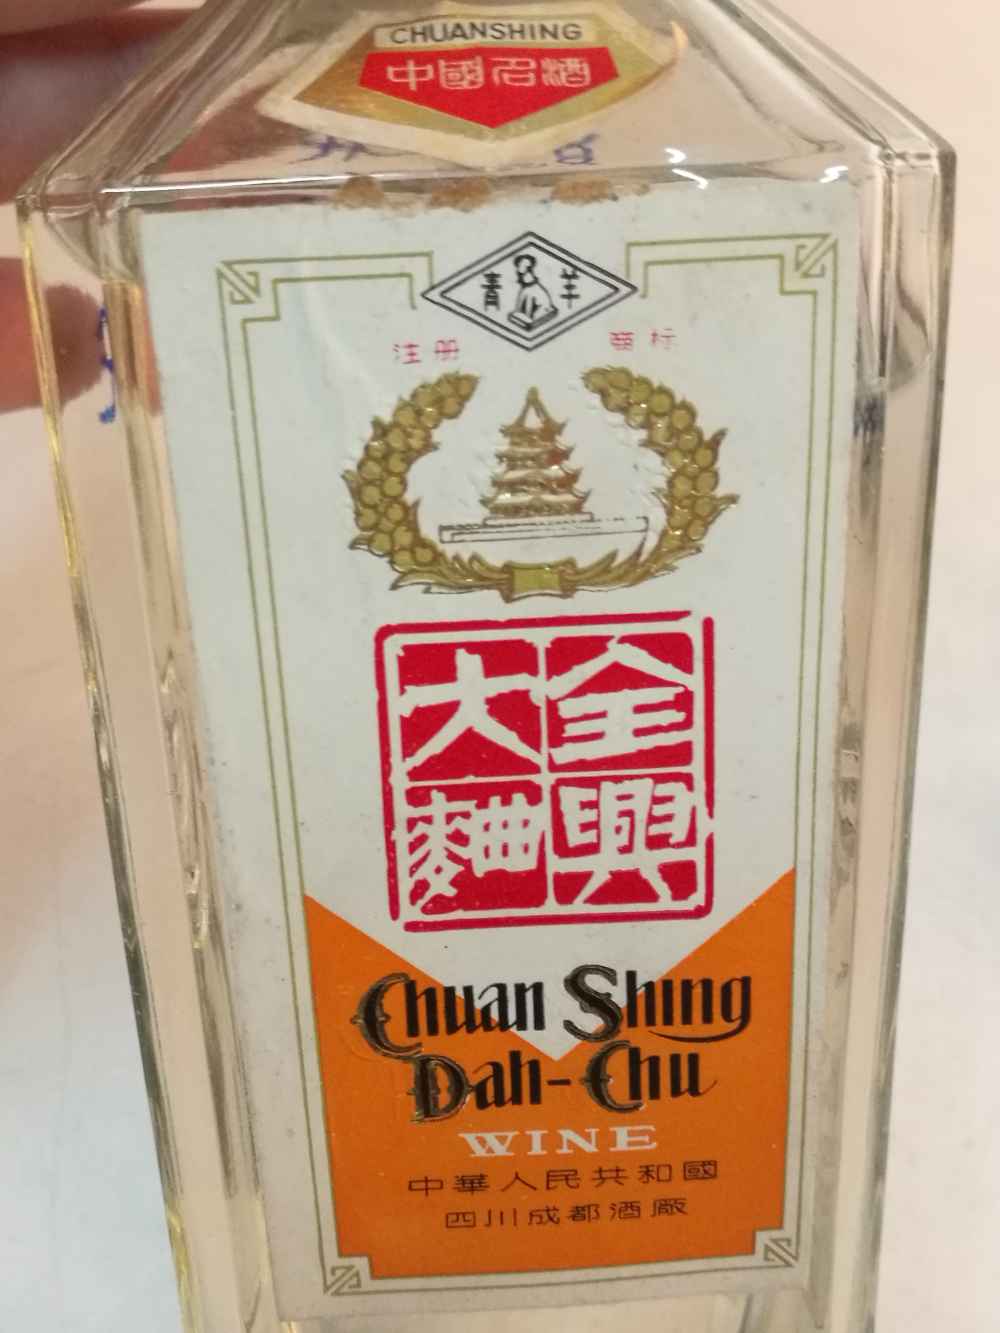 CHUANSHING
中國名酒
青羊
注册 商标
全興
大麯
Chuan Shing
Dah-Chu
WINE
中華人民共和國
四川成都酒厰